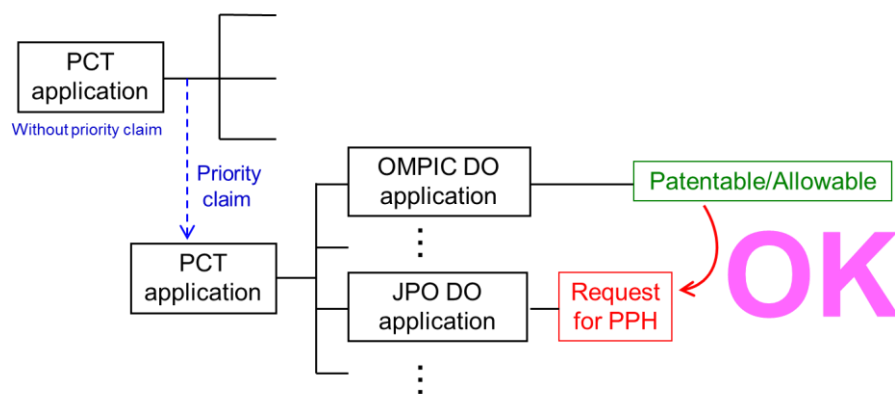 PCT
application
Without priority claim
Priority
claim
OMPIC DO
application
Patentable/Allowable
OK
PCT
application
JPO DO
application
Request
for PPH